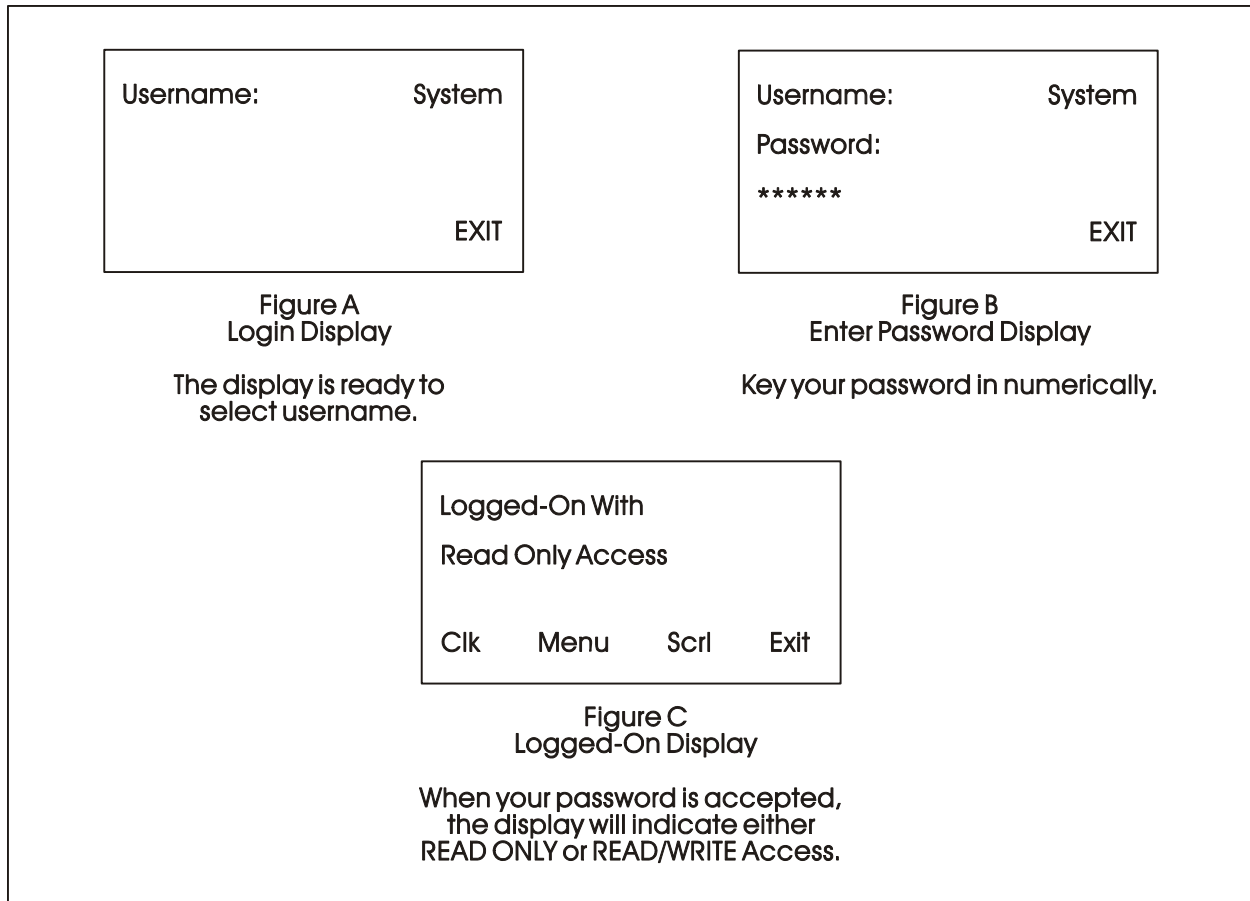 Username: System
EXIT
Figure A
Login Display
The display is ready to
select username.
Username: System
Password:
******
EXIT
Figure B
Enter Password Display
Key your password in numerically.
Logged-On With
Read Only Access
Clk Menu Scrl Exit
Figure C
Logged-On Display
When your password is accepted,
the display will indicate either
READ ONLY or READ/WRITE Access.